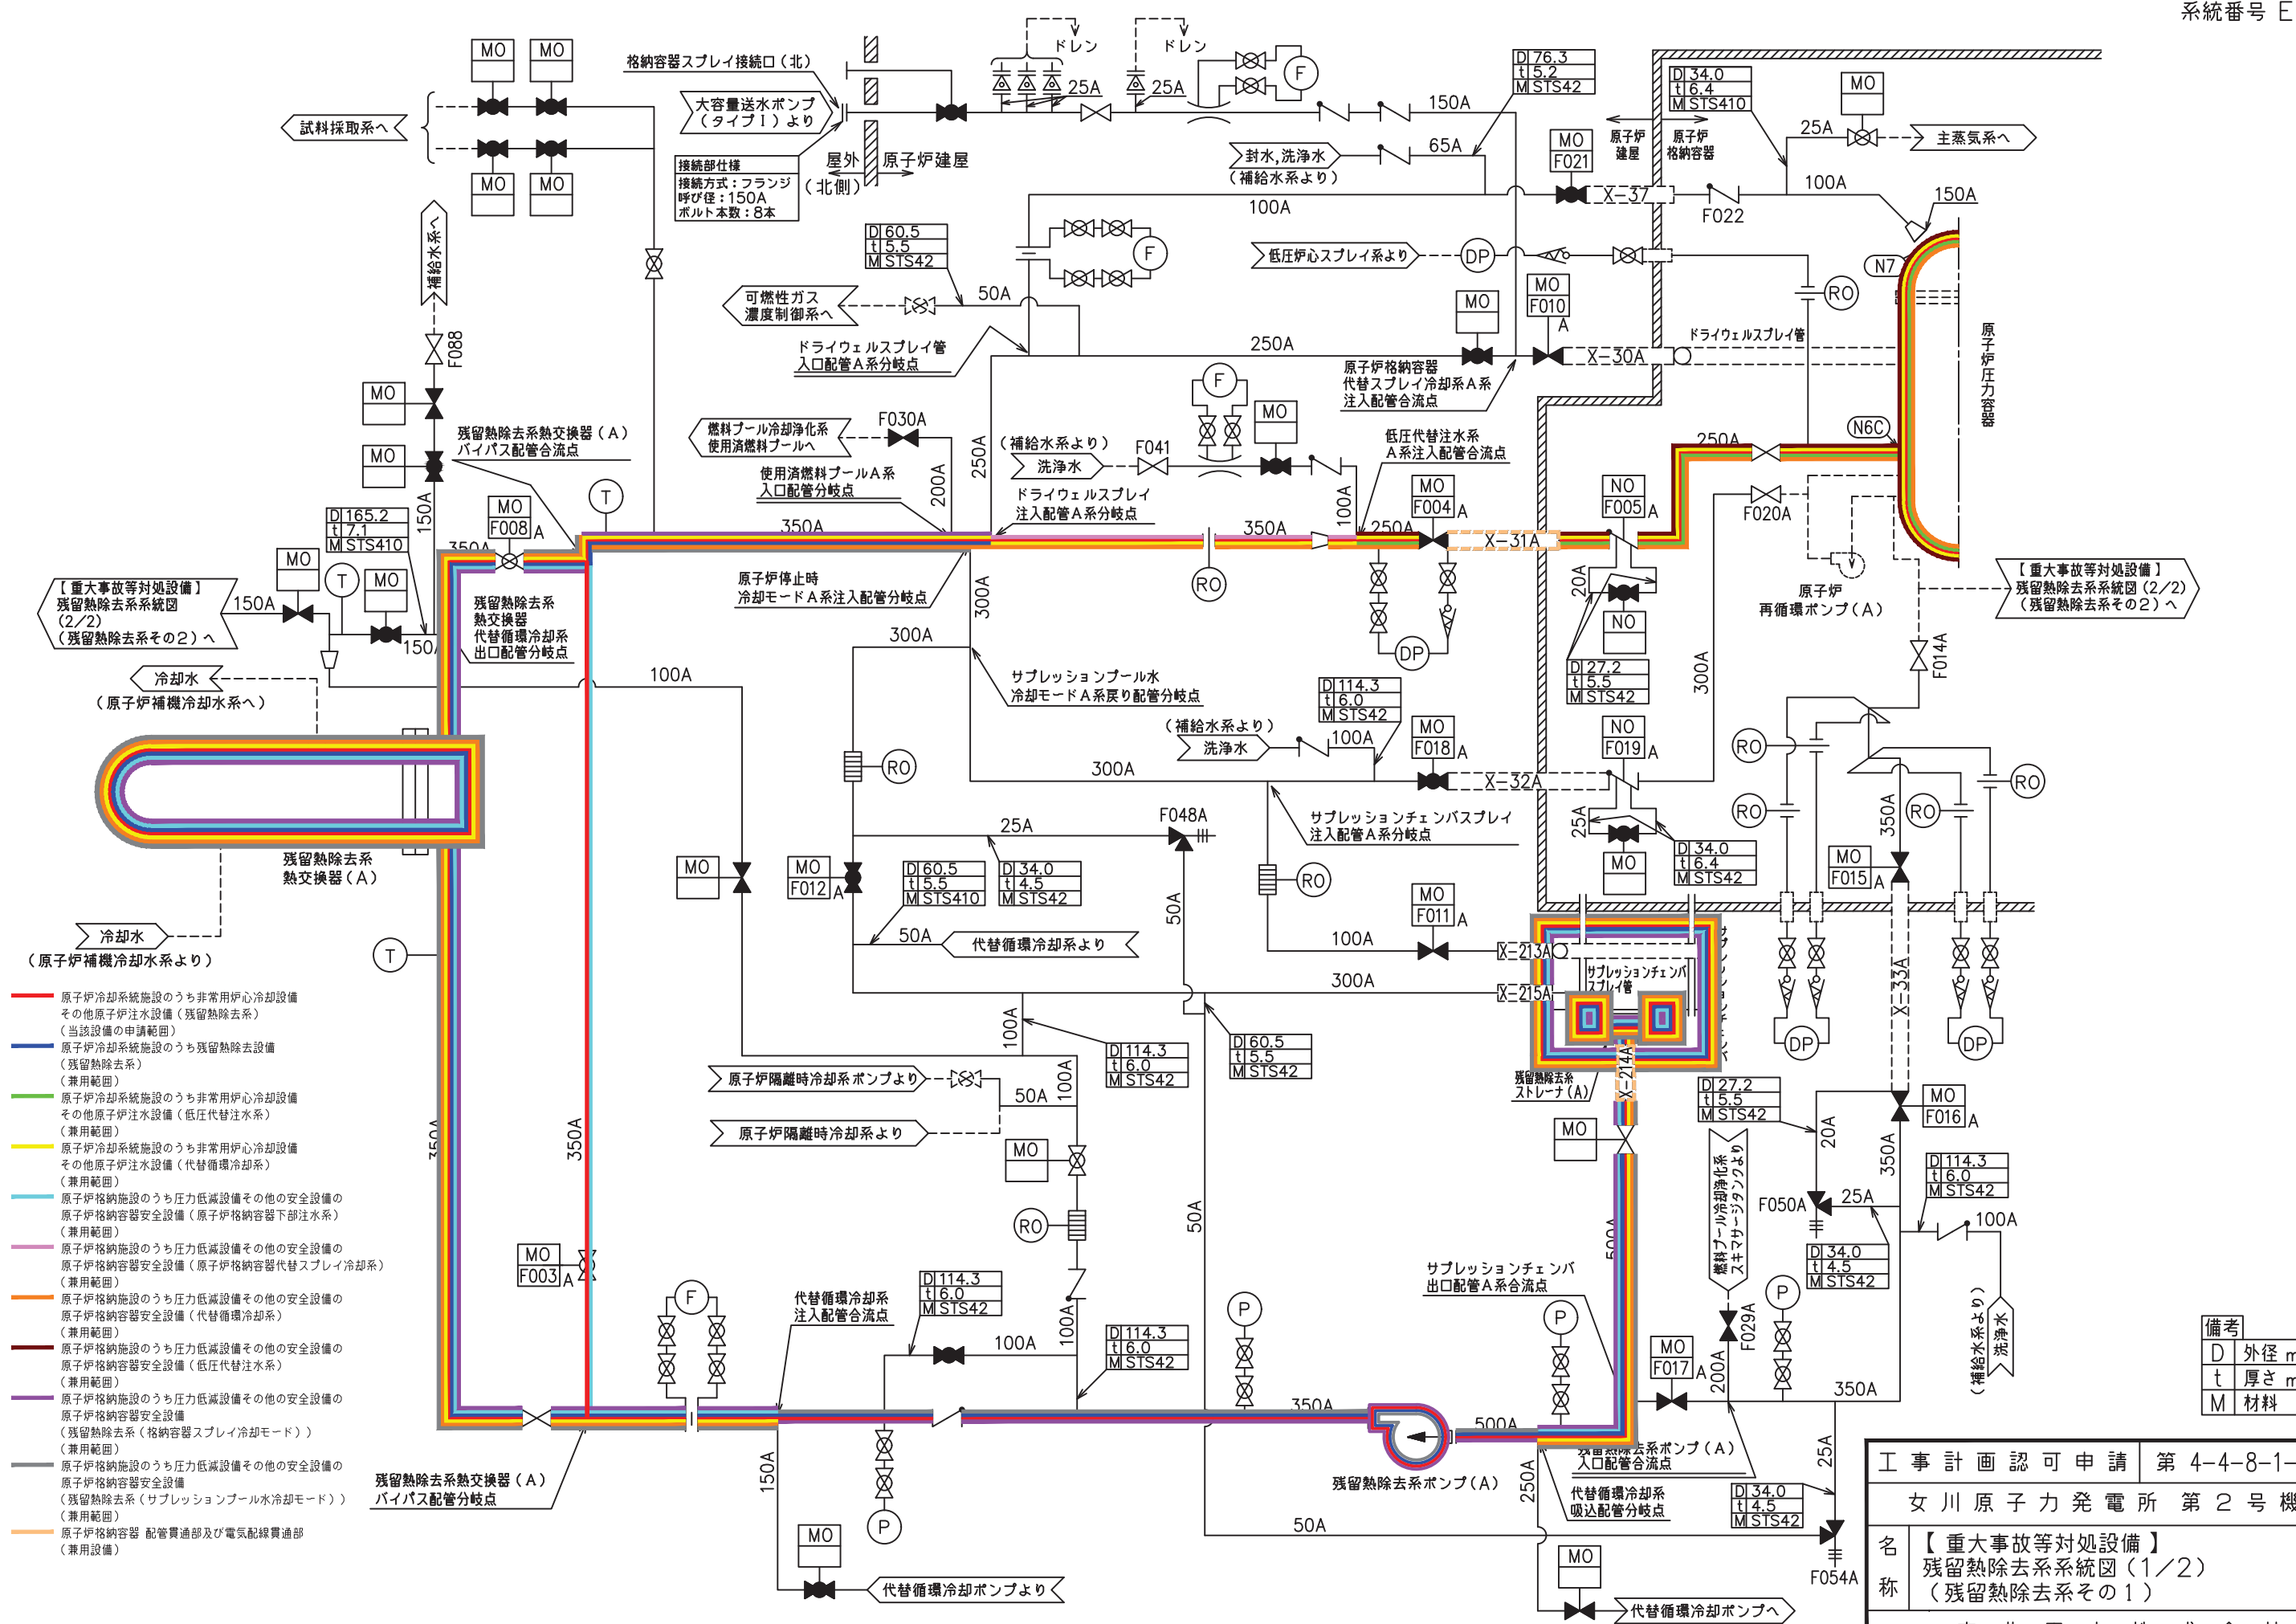 系統番号 E
MO
MO
試料採取系へ
MO
MO
格納容器スプレイ接続口(北)
大容量送水ポンプ
(タイプⅠ)より
接続部仕様
接続方式:フランジ
呼び径:150A
ボルト本数:8本
屋外
原子炉建屋
(北側)
ドレン
ドレン
25A
25A
F
150A
D 76.3
t 5.2
M STS42
封水,洗浄水
(補給水系より)
65A
MO
F021
原子炉
建屋
原子炉
格納容器
D 34.0
t 6.4
M STS410
MO
25A
主蒸気系へ
X-37
F022
100A
150A
100A
補給水系へ
F088
D 60.5
t 5.5
M STS42
F
低圧炉心スプレイ系より
DP
N7
RO
可燃性ガス
濃度制御系へ
50A
MO
MO
F010
A
ドライウェルスプレイ管
入口配管A系分岐点
250A
X-30A
ドライウェルスプレイ管
原子炉圧力容器
原子炉格納容器
代替スプレイ冷却系A系
注入配管合流点
MO
MO
150A
残留熱除去系熱交換器(A)
バイパス配管合流点
燃料プール冷却浄化系
使用済燃料プールへ
F030A
使用済燃料プールA系
入口配管分岐点
200A
250A
(補給水系より)
洗浄水
F041
F
MO
100A
低圧代替注水系
A系注入配管合流点
ドライウェルスプレイ
注入配管A系分岐点
N6C
250A
MO
F004
A
NO
F005
A
F020A
D 165.2
t 7.1
M STS410
MO
F008
A
T
350A
350A
350A
250A
X-31A
RO
MO
T
MO
【重大事故等対処設備】
残留熱除去系系統図
(2/2)
(残留熱除去系その2)へ
150A
150A
残留熱除去系
熱交換器
代替循環冷却系
出口配管分岐点
原子炉停止時
冷却モードA系注入配管分岐点
300A
DP
20A
NO
原子炉
再循環ポンプ(A)
【重大事故等対処設備】
残留熱除去系系統図(2/2)
(残留熱除去系その2)へ
F014A
冷却水
(原子炉補機冷却水系へ)
100A
300A
サプレッションプール水
冷却モードA系戻り配管分岐点
D 27.2
t 5.5
M STS42
300A
D 114.3
t 6.0
M STS42
(補給水系より)
洗浄水
100A
MO
F018
A
NO
F019
A
RO
RO
RO
RO
RO
300A
X-32A
残留熱除去系
熱交換器(A)
MO
MO
F012
A
25A
F048A
サプレッションチェンバスプレイ
注入配管A系分岐点
25A
MO
D 34.0
t 6.4
M STS42
350A
MO
F015
A
D 60.5
t 5.5
M STS410
D 34.0
t 4.5
M STS42
RO
50A
MO
F011
A
冷却水
(原子炉補機冷却水系より)
T
50A
代替循環冷却系より
100A
X-213A
300A
X-215A
サプレッションチェンバ
スプレイ管
サプレッションチェンバ
X-33A
DP
DP
原子炉冷却系統施設のうち非常用炉心冷却設備
その他原子炉注水設備(残留熱除去系)
(当該設備の申請範囲)
原子炉冷却系統施設のうち残留熱除去設備
(残留熱除去系)
(兼用範囲)
原子炉冷却系統施設のうち非常用炉心冷却設備
その他原子炉注水設備(低圧代替注水系)
(兼用範囲)
原子炉冷却系統施設のうち非常用炉心冷却設備
その他原子炉注水設備(代替循環冷却系)
(兼用範囲)
原子炉格納施設のうち圧力低減設備その他の安全設備の
原子炉格納容器安全設備(原子炉格納容器下部注水系)
(兼用範囲)
原子炉格納施設のうち圧力低減設備その他の安全設備の
原子炉格納容器安全設備(原子炉格納容器代替スプレイ冷却系)
(兼用範囲)
原子炉格納施設のうち圧力低減設備その他の安全設備の
原子炉格納容器安全設備(代替循環冷却系)
(兼用範囲)
原子炉格納施設のうち圧力低減設備その他の安全設備の
原子炉格納容器安全設備(低圧代替注水系)
(兼用範囲)
原子炉格納施設のうち圧力低減設備その他の安全設備の
原子炉格納容器安全設備
(残留熱除去系(格納容器スプレイ冷却モード))
(兼用範囲)
原子炉格納施設のうち圧力低減設備その他の安全設備の
原子炉格納容器安全設備
(残留熱除去系(サプレッションプール水冷却モード))
(兼用範囲)
原子炉格納容器 配管貫通部及び電気配線貫通部
(兼用設備)
100A
D 114.3
t 6.0
M STS42
D 60.5
t 5.5
M STS42
原子炉隔離時冷却系ポンプより
50A
100A
原子炉隔離時冷却系より
MO
RO
残留熱除去系
ストレーナ(A)
X-214A
MO
D 27.2
t 5.5
M STS42
20A
MO
F016
A
350A
燃料プール冷却浄化系
スキマサージタンクより
F050A
25A
D 114.3
t 6.0
M STS42
100A
350A
350A
50A
500A
MO
F003
A
F
代替循環冷却系
注入配管合流点
D 114.3
t 6.0
M STS42
100A
100A
D 114.3
t 6.0
M STS42
P
サプレッションチェンバ
出口配管A系合流点
P
F029A
MO
F017
A
200A
P
D 34.0
t 4.5
M STS42
(補給水系より)
洗浄水
350A
350A
500A
残留熱除去系熱交換器(A)
バイパス配管分岐点
150A
P
残留熱除去系ポンプ(A)
残留熱除去系ポンプ(A)
入口配管合流点
250A
代替循環冷却系
吸込配管分岐点
50A
D 34.0
t 4.5
M STS42
25A
F054A
MO
代替循環冷却ポンプより
MO
代替循環冷却ポンプへ
備考
D 外径
t 厚さ
M 材料
工事計画認可申請 第 4-4-8-1-
女川原子力発電所 第2号
名称
【重大事故等対処設備】
残留熱除去系系統図(1/2)
(残留熱除去系その1)